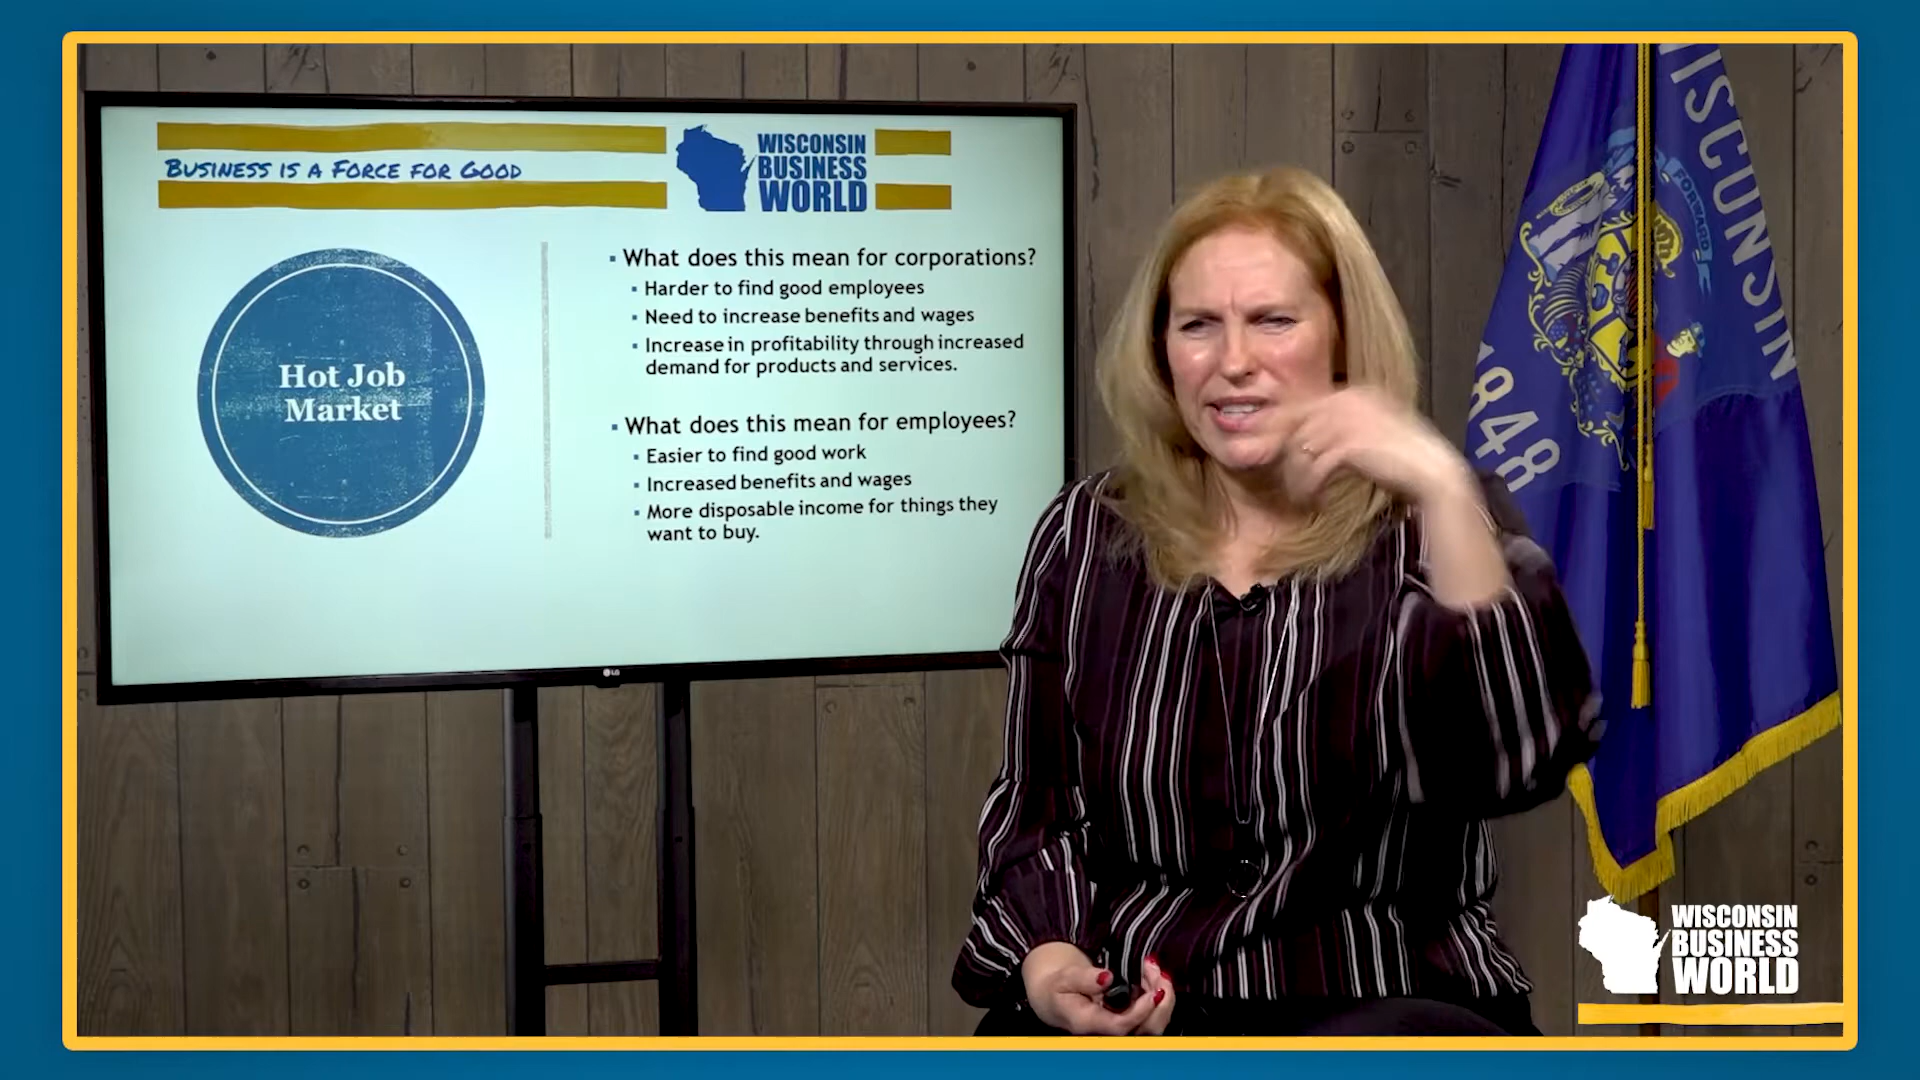 BUSINESS IS A FORCE FOR GOOD
WISCONSIN
BUSINESS
WORLD
Hot Job
Market
▪ What does this mean for corporations?
▪ Harder to find good employees
▪ Need to increase benefits and wages
▪ Increase in profitability through increased
demand for products and services.
▪ What does this mean for employees?
▪ Easier to find good work
▪ Increased benefits and wages
▪ More disposable income for things they
want to buy.
LG
ISCONSIN
FORWARD
1848
WISCONSIN
BUSINESS
WORLD